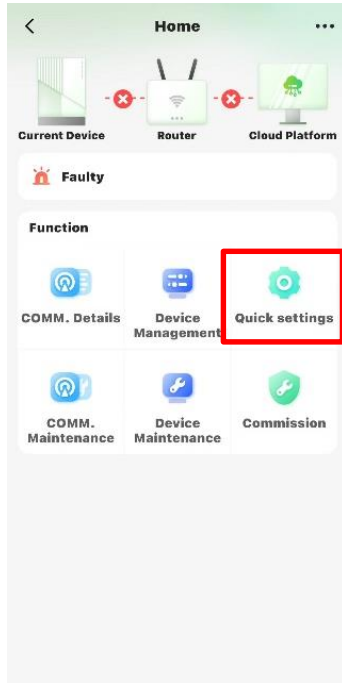 Home
Current Device
Router
Cloud Platform
Faulty
Function
COMM. Details
Device
Management
Quick settings
COMM.
Maintenance
Device
Maintenance
Commission